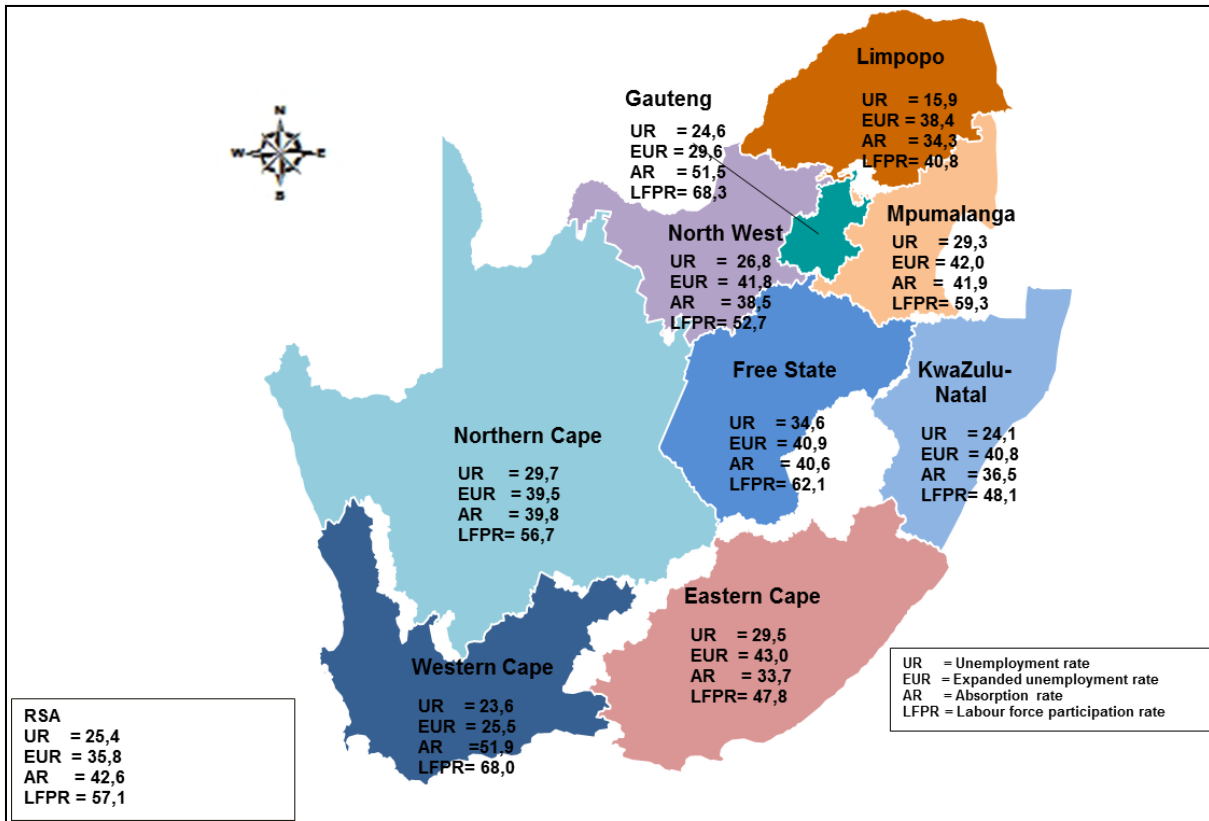 N
W E
S
Limpopo
UR = 15,9
EUR = 38,4
AR = 34,3
LFPR = 40,8
Gauteng
UR = 24,6
EUR = 29,6
AR = 51,5
LFPR = 68,3
North West
UR = 26,8
EUR = 41,8
AR = 38,5
LFPR= 52,7
Mpumalanga
UR = 29,3
EUR = 42,0
AR = 41,9
LFPR= 59,3
Free State
UR = 34,6
EUR = 40,9
AR = 40,6
LFPR= 62,1
KwaZulu-
Natal
UR = 24,1
EUR = 40,8
AR = 36,5
LFPR= 48,1
Northern Cape
UR = 29,7
EUR = 39,5
AR = 39,8
LFPR= 56,7
Eastern Cape
UR = 29,5
EUR = 43,0
AR = 33,7
LFPR = 47,8
Western Cape
UR = 23,6
EUR = 25,5
AR =51,9
LFPR= 68,0
UR = Unemployment rate
EUR = Expanded unemployment rate
AR = Absorption rate
LFPR = Labour force participation rate
RSA
UR = 25,4
EUR = 35,8
AR = 42,6
LFPR = 57,1